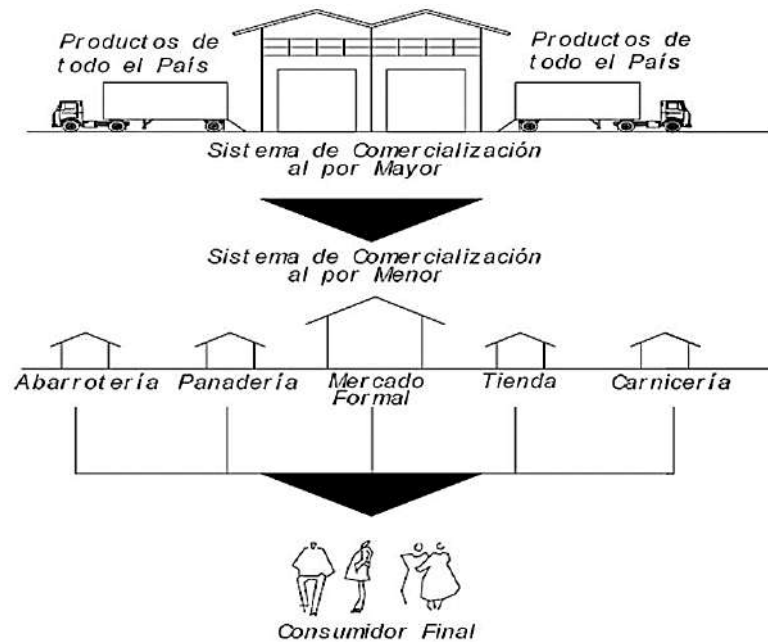 Productos de
todo el País
Productos de
todo el País
Sistema de Comercialización
al por Mayor
Sistema de Comercialización
al por Menor
Abarrotería
Panadería
Mercado
Formal
Tienda
Carnicería
Consumidor Final